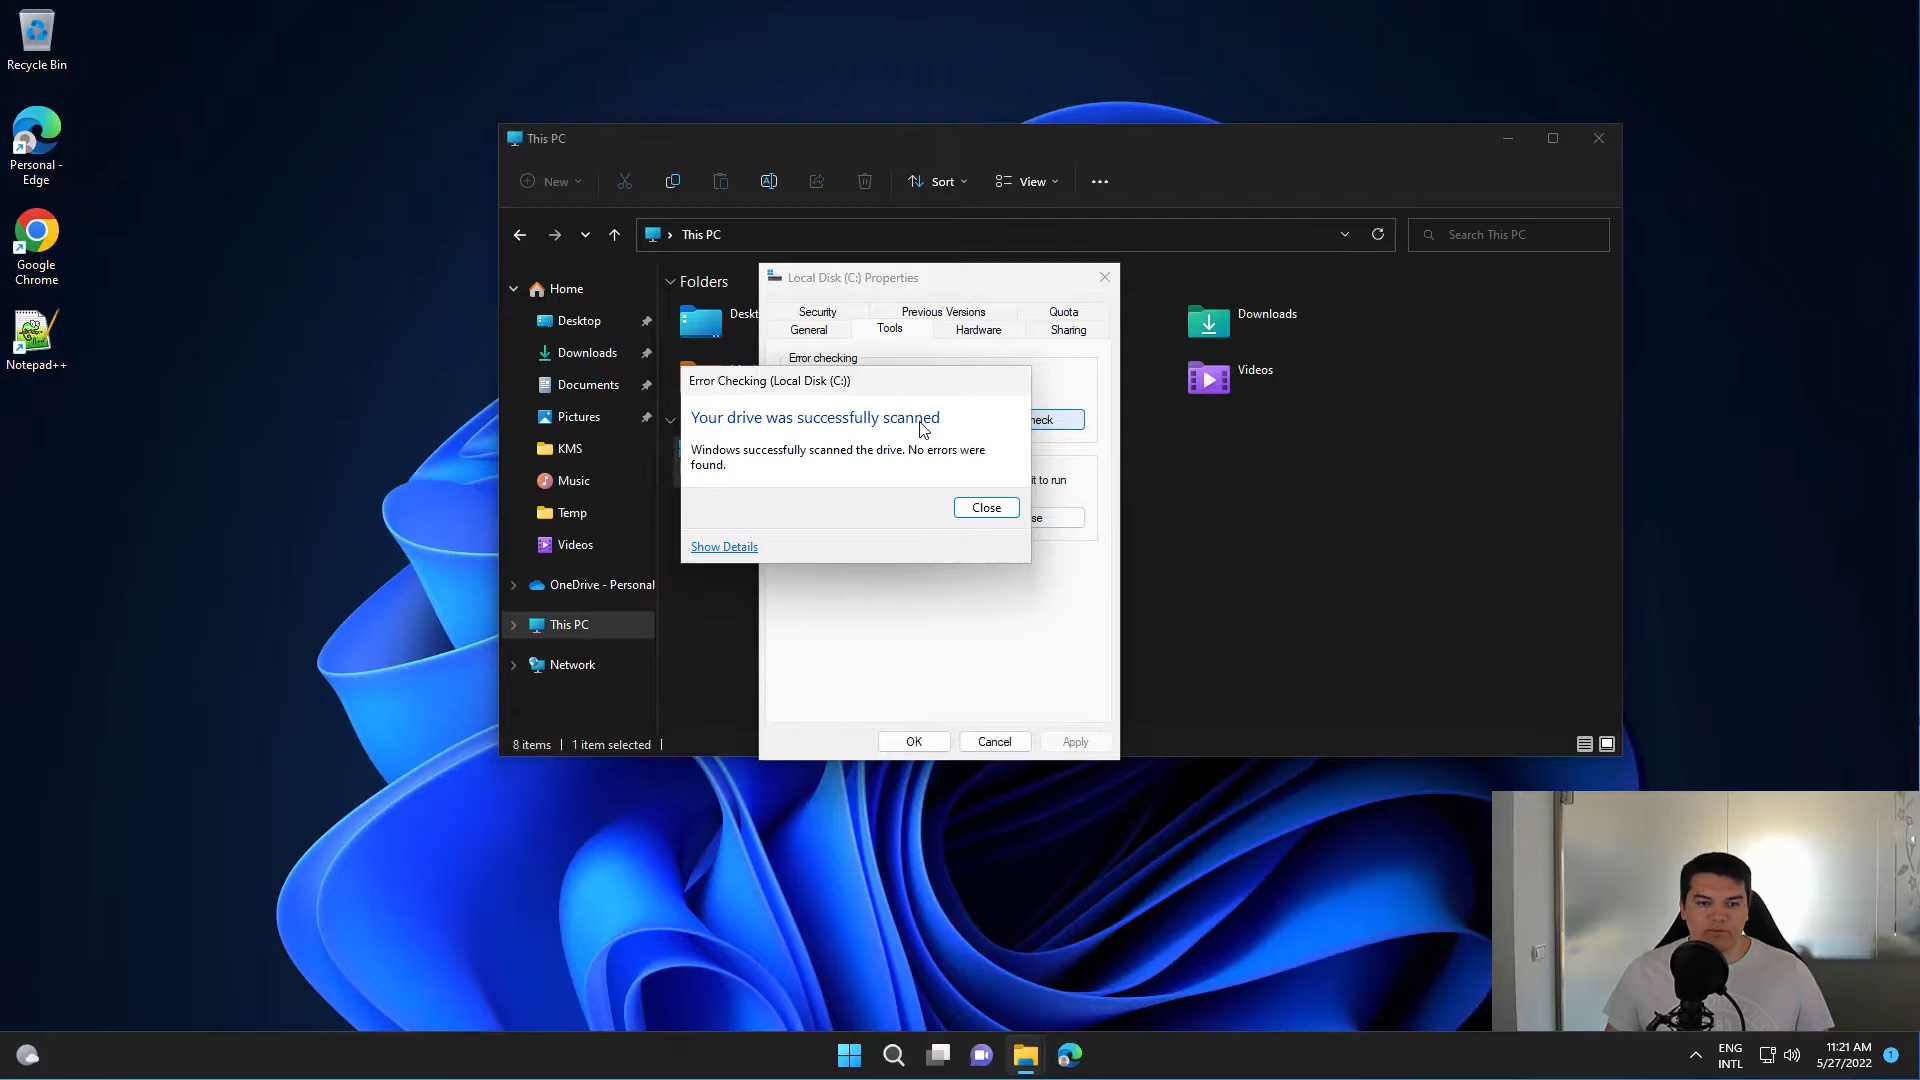 Recycle Bin
Personal -
Edge
Google
Chrome
Notepad++
This PC
New
Sort
View
This PC
Search This PC
Home
Desktop
Downloads
Documents
Pictures
KMS
Music
Temp
Videos
OneDrive - Personal
This PC
Network
Folders
Deskt
Downloads
Videos
Local Disk (C:) Properties
Security
Previous Versions
Quota
General
Tools
Hardware
Sharing
Error checking
heck
it to run
se
Error Checking (Local Disk (C:))
Your drive was successfully scanned
Windows successfully scanned the drive. No errors were
found.
Close
Show Details
OK
Cancel
Apply
8 items
1 item selected
ENG
INTL
11:21 AM
5/27/2022
1